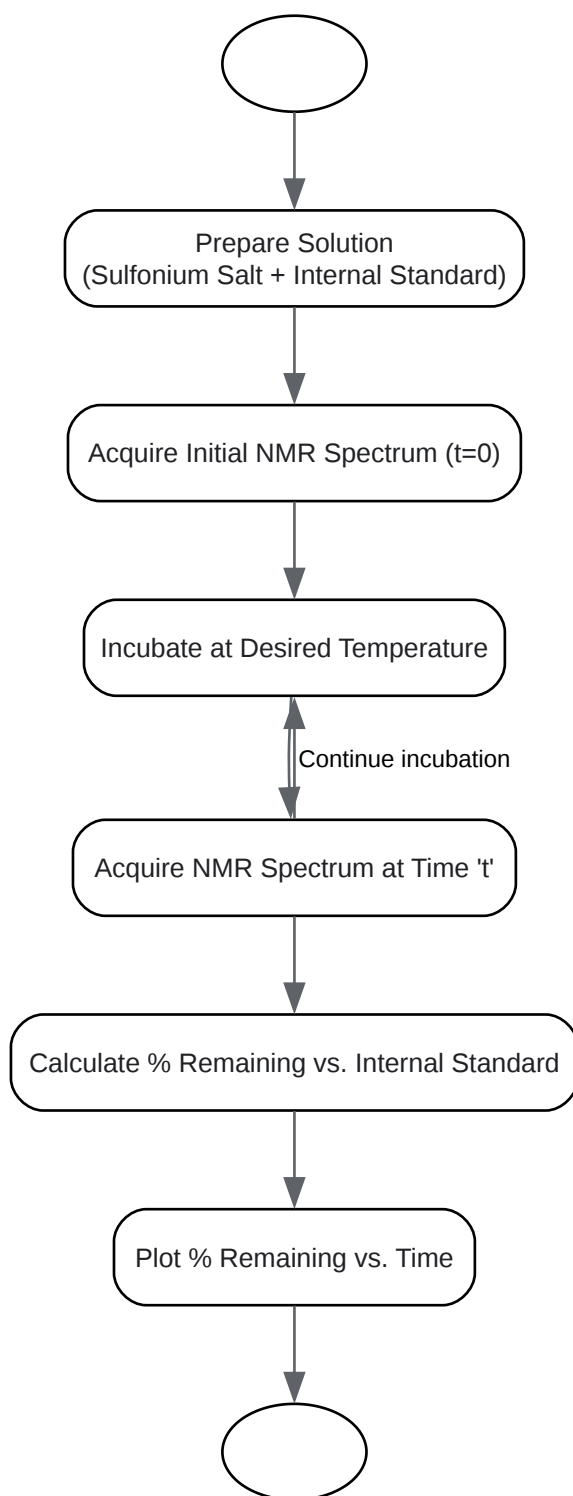 Prepare Solution
(Sulfonium Salt + Internal Standard)
Acquire Initial NMR Spectrum (t=0)
Incubate at Desired Temperature
Continue incubation
Acquire NMR Spectrum at Time 't'
Calculate % Remaining vs. Internal Standard
Plot % Remaining vs. Time